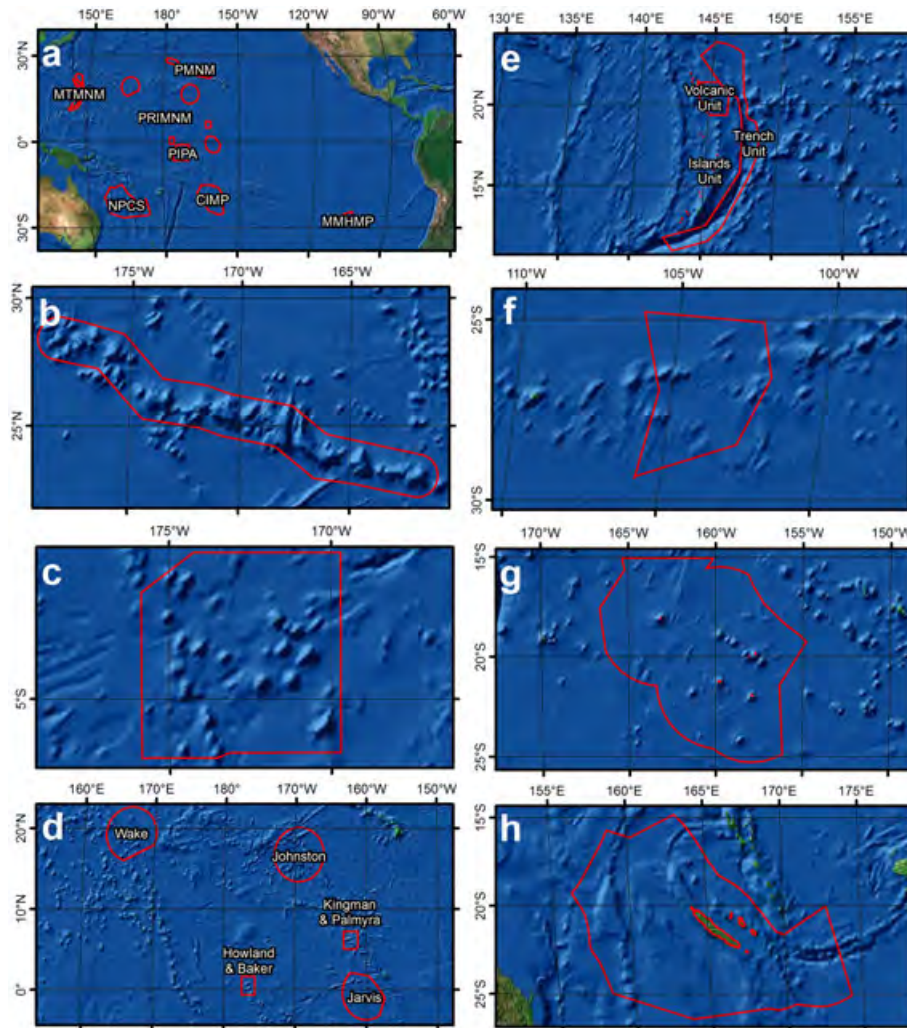 150°E 180° 150°W 120°W 90°W 60°W
a
30°N
0°
30°S
MTMNM
PMNM
PRIMNM
PIPA
NPCS
CIMP
MMHMP
130°E 135°E 140°E 145°E 150°E 155°E
e
20°N
15°N
Volcanic
Unit
Trench
Unit
Islands
Unit
175°W 170°W 165°W
b
30°N
25°N
110°W 105°W 100°W
f
25°S
30°S
175°W 170°W
c
5°S
170°W 165°W 160°W 155°W 150°W
g
15°S
20°S
25°S
160°E 170°E 180° 170°W 160°W 150°W
d
20°N
10°N
0°
Wake
Johnston
Kingman
& Palmyra
Howland
& Baker
Jarvis
155°E 160°E 165°E 170°E 175°E
h
15°S
20°S
25°S